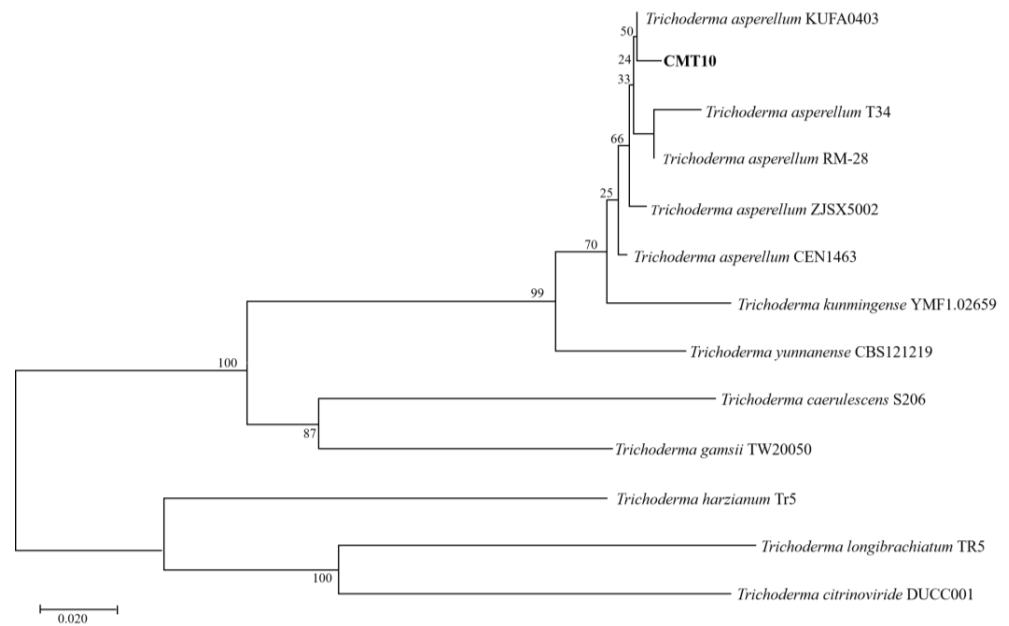 Trichoderma asperellum KUFA0403
50
24
CMT10
33
Trichoderma asperellum T34
66
Trichoderma asperellum RM-28
25
Trichoderma asperellum ZJSX5002
70
Trichoderma asperellum CEN1463
99
Trichoderma kunmingense YMF1.02659
Trichoderma yunnanense CBS121219
100
Trichoderma caerulescens S206
87
Trichoderma gamsii TW20050
Trichoderma harzianum Tr5
Trichoderma longibrachiatum TR5
100
Trichoderma citrinoviride DUCC001
0.020